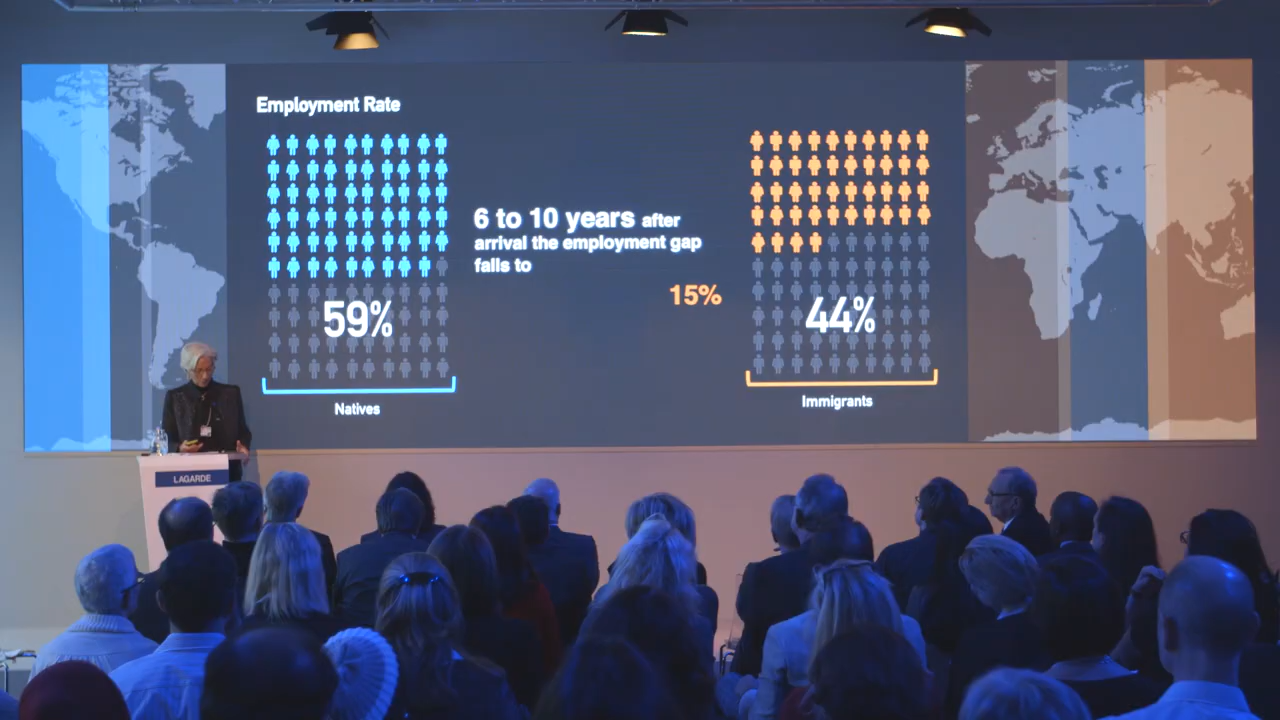 Employment Rate
6 to 10 years after
arrival the employment gap
falls to
15%
59%
44%
Natives
Immigrants
LAGARDE